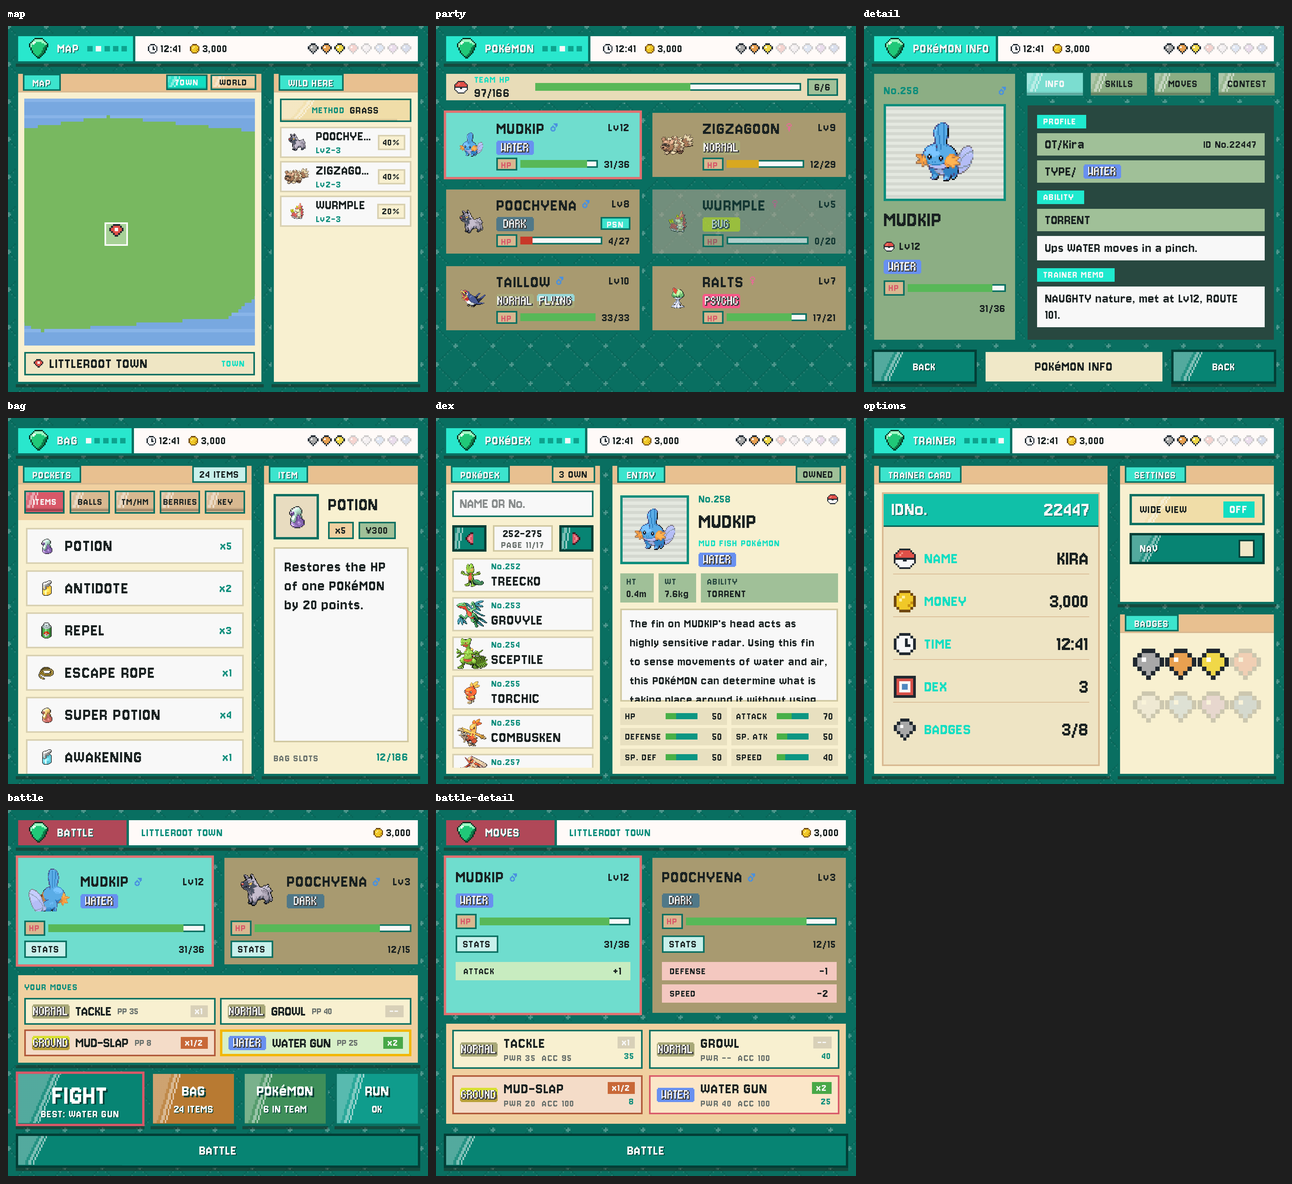 map
MAP
12:41
3,000
MAP
TOWN
WORLD
WILD HERE
METHOD GRASS
POOCHYE...
Lv2-3
40%
ZIGZAGO...
Lv2-3
40%
WURMPLE
Lv2-3
20%
LITTLEROOT TOWN
TOWN
party
POKéMON
12:41
3,000
TEAM HP
97/166
6/6
MUDKIP ♂ Lv12
WATER
HP
31/36
ZIGZAGOON Lv9
NORMAL
HP
12/29
POOCHYENA ♂ Lv8
DARK
PSN
HP
4/27
WURMPLE Lv5
BUG
HP
0/20
TAILLOW ♂ Lv10
NORMAL FLYING
HP
33/33
RALTS Lv7
PSYCHC
HP
17/21
detail
POKéMON INFO
12:41
3,000
No.258 ♂
MUDKIP
Lv12
WATER
HP
31/36
INFO
SKILLS
MOVES
CONTEST
PROFILE
OT/Kira
ID No.22447
TYPE/ WATER
ABILITY
TORRENT
Ups WATER moves in a pinch.
TRAINER MEMO
NAUGHTY nature, met at Lv12, ROUTE
101.
BACK
POKéMON INFO
BACK
bag
BAG
12:41
3,000
POCKETS
24 ITEMS
ITEMS
BALLS
TM/HM
BERRIES
KEY
POTION x5
ANTIDOTE x2
REPEL x3
ESCAPE ROPE x1
SUPER POTION x4
AWAKENING x1
ITEM
POTION
x5
¥300
Restores the HP
of one POKéMON
by 20 points.
BAG SLOTS 12/186
dex
POKéDEX
12:41
3,000
POKéDEX
3 OWN
NAME OR No.
252-275
PAGE 11/17
No.252
TREECKO
No.253
GROVYLE
No.254
SCEPTILE
No.255
TORCHIC
No.256
COMBUSKEN
No.257
ENTRY
OWNED
No.258
MUDKIP
MUD FISH POKéMON
WATER
HT
0.4m
WT
7.6kg
ABILITY
TORRENT
The fin on MUDKIP's head acts as
highly sensitive radar. Using this fin
to sense movements of water and air,
this POKéMON can determine what is
taking place around it without using
HP 50
ATTACK 70
DEFENSE 50
SP. ATK 50
SP. DEF 50
SPEED 40
options
TRAINER
12:41
3,000
TRAINER CARD
IDNo. 22447
NAME KIRA
MONEY 3,000
TIME 12:41
DEX 3
BADGES 3/8
SETTINGS
WIDE VIEW OFF
NAV
BADGES
battle
BATTLE
LITTLEROOT TOWN
3,000
MUDKIP ♂ Lv12
WATER
HP
STATS 31/36
POOCHYENA ♂ Lv3
DARK
HP
STATS 12/15
YOUR MOVES
NORMAL TACKLE PP 35 x1
NORMAL GROWL PP 40 --
GROUND MUD-SLAP PP 8 x1/2
WATER WATER GUN PP 25 x2
FIGHT
BEST: WATER GUN
BAG
24 ITEMS
POKéMON
6 IN TEAM
RUN
OK
BATTLE
battle-detail
MOVES
LITTLEROOT TOWN
3,000
MUDKIP ♂ Lv12
WATER
HP
STATS 31/36
ATTACK +1
POOCHYENA ♂ Lv3
DARK
HP
STATS 12/15
DEFENSE -1
SPEED -2
NORMAL TACKLE x1
PWR 35 ACC 95 35
NORMAL GROWL --
PWR -- ACC 100 40
GROUND MUD-SLAP x1/2
PWR 20 ACC 100 8
WATER WATER GUN x2
PWR 40 ACC 100 25
BATTLE